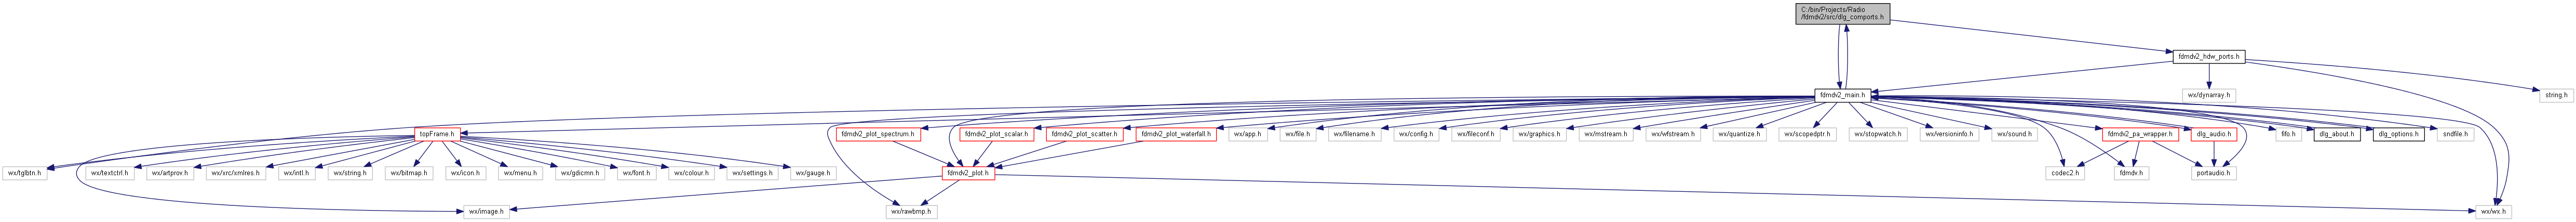 C:/bin/Projects/Radio
/fdmdv2/src/dlg_comports.h
fdmdv2_hdw_ports.h
fdmdv2_main.h
wx/dynarray.h
string.h
topFrame.h
fdmdv2_plot_spectrum.h
fdmdv2_plot_scalar.h
fdmdv2_plot_scatter.h
fdmdv2_plot_waterfall.h
wx/app.h
wx/file.h
wx/filename.h
wx/config.h
wx/fileconf.h
wx/graphics.h
wx/mstream.h
wx/wfstream.h
wx/quantize.h
wx/scopedptr.h
wx/stopwatch.h
wx/versioninfo.h
wx/sound.h
fdmdv2_pa_wrapper.h
dlg_audio.h
fifo.h
dlg_about.h
dlg_options.h
sndfile.h
wx/tglbtn.h
wx/textctrl.h
wx/artprov.h
wx/xrc/xmlres.h
wx/intl.h
wx/string.h
wx/bitmap.h
wx/icon.h
wx/menu.h
wx/gdicmn.h
wx/font.h
wx/colour.h
wx/settings.h
wx/gauge.h
fdmdv2_plot.h
codec2.h
fdmdv.h
portaudio.h
wx/image.h
wx/rawbmp.h
wx/wx.h